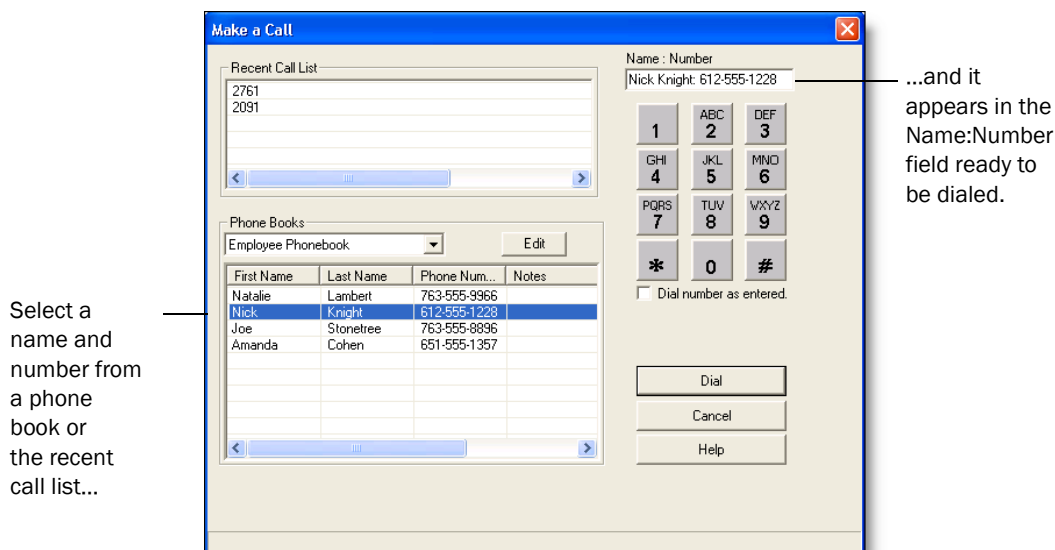 Make a Call
Recent Call List
2761
2091
Phone Books
Employee Phonebook
Edit
First Name Last Name Phone Num... Notes
Natalie Lambert 763-555-9966
Nick Knight 612-555-1228
Joe Stonetree 763-555-8896
Amanda Cohen 651-555-1357
Name : Number
Nick Knight: 612-555-1228
1 ABC 2 DEF 3
GHI 4 JKL 5 MNO 6
PQRS 7 TUV 8 WXYZ 9
* 0 #
Dial number as entered.
Dial
Cancel
Help
Select a
name and
number from
a phone
book or
the recent
call list...
...and it
appears in the
Name:Number
field ready to
be dialed.